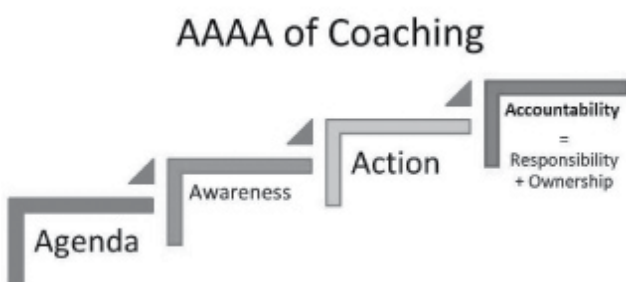 AAAA of Coaching
Agenda
Awareness
Action
Accountability
=
Responsibility
+ Ownership